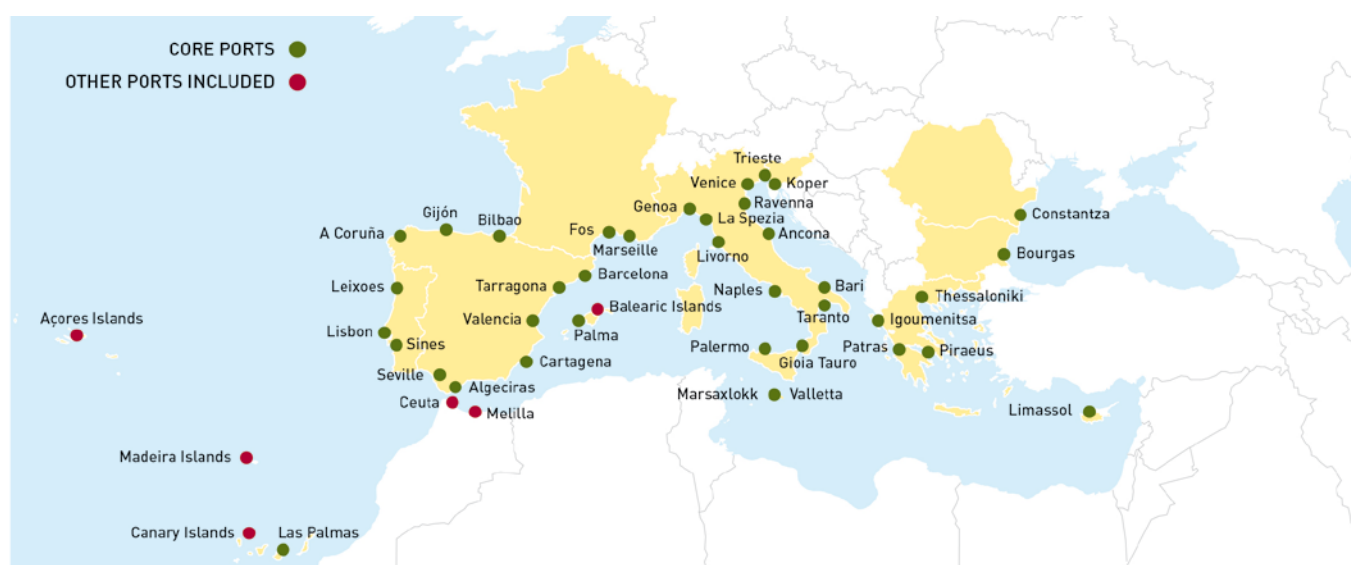 CORE PORTS
OTHER PORTS INCLUDED
Trieste
Venice
Koper
Ravenna
Genoa
La Spezia
Constantza
Gijón
Bilbao
Fos
A Coruña
Marseille
Ancona
Livorno
Bourgas
Barcelona
Leixoes
Tarragona
Naples
Bari
Thessaloniki
Balearic Islands
Açores Islands
Valencia
Taranto
Igoumenitsa
Lisbon
Palma
Sines
Palermo
Patras
Piraeus
Cartagena
Gioia Tauro
Seville
Algeciras
Marsaxlokk
Valletta
Ceuta
Melilla
Limassol
Madeira Islands
Canary Islands
Las Palmas